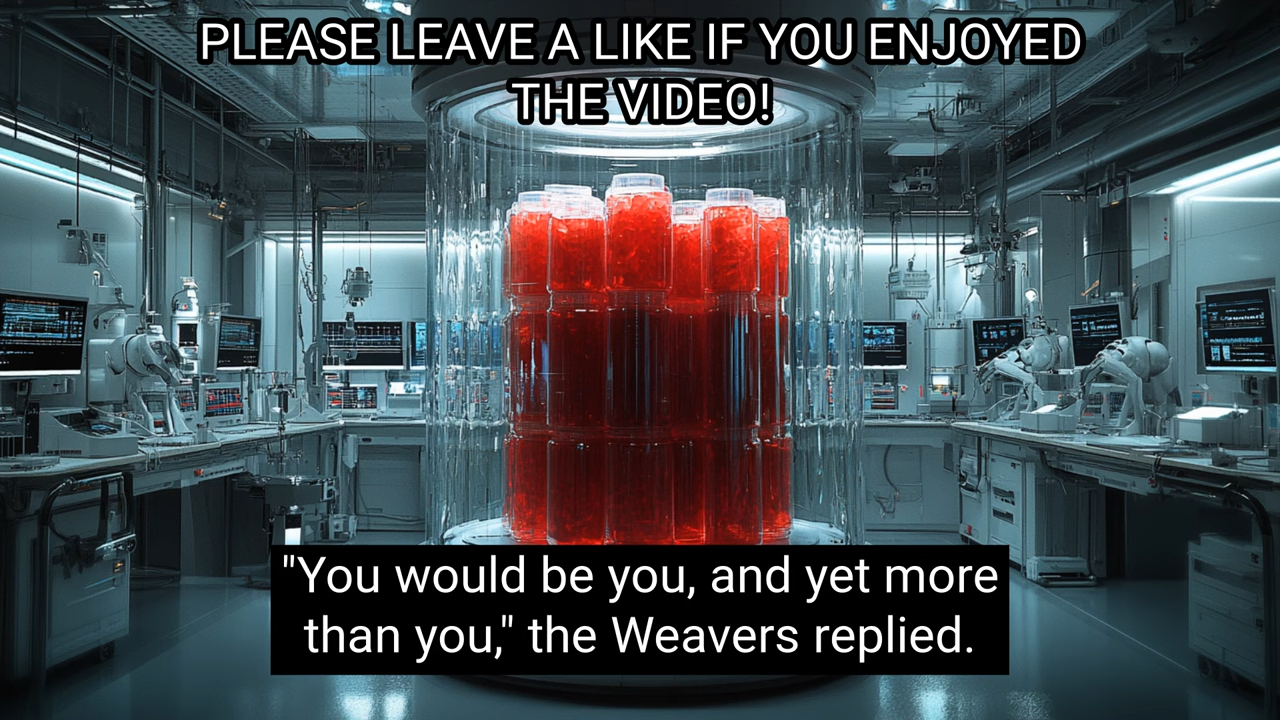 PLEASE LEAVE A LIKE IF YOU ENJOYED
THE VIDEO!
"You would be you, and yet more
than you," the Weavers replied.